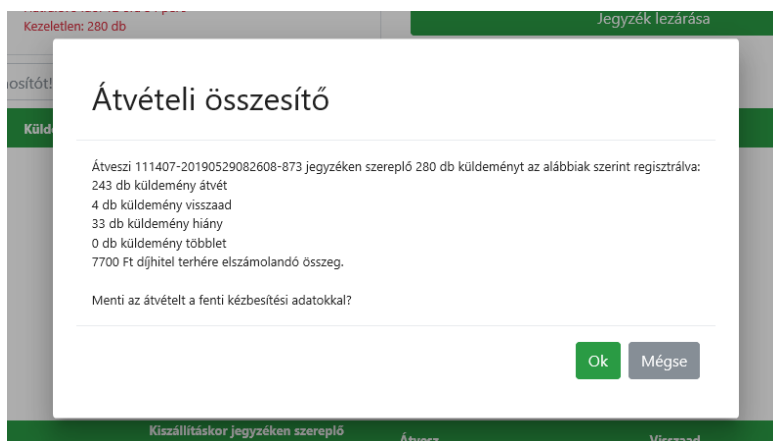 Kezeletlen: 280 db
Jegyzék lezárása
Átvételi összesítő
Átveszi 111407-20190529082608-873 jegyzéken szereplő 280 db küldeményt az alábbiak szerint regisztrálva:
243 db küldemény átvét
4 db küldemény visszaad
33 db küldemény hiány
0 db küldemény többlet
7700 Ft díjhitel terhére elszámolandó összeg.
Menti az átvételt a fenti kézbesítési adatokkal?
Ok Mégse
Kiszállításkor jegyzéken szereplő
Átvesz Visszaad